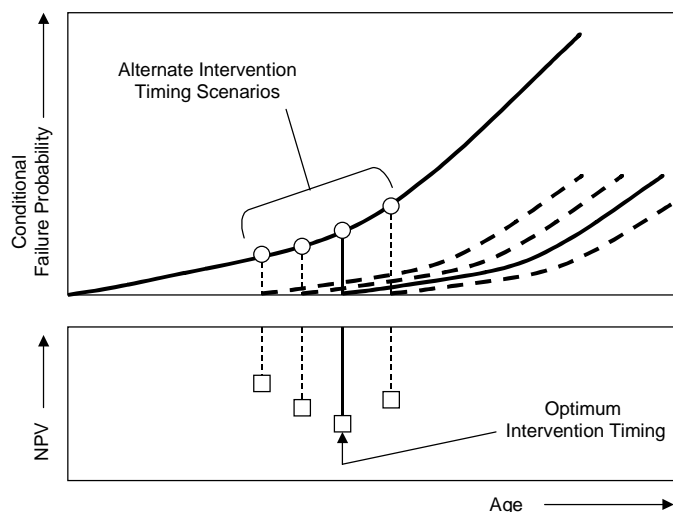 Conditional
Failure Probability
Alternate Intervention
Timing Scenarios
NPV
Optimum
Intervention Timing
Age